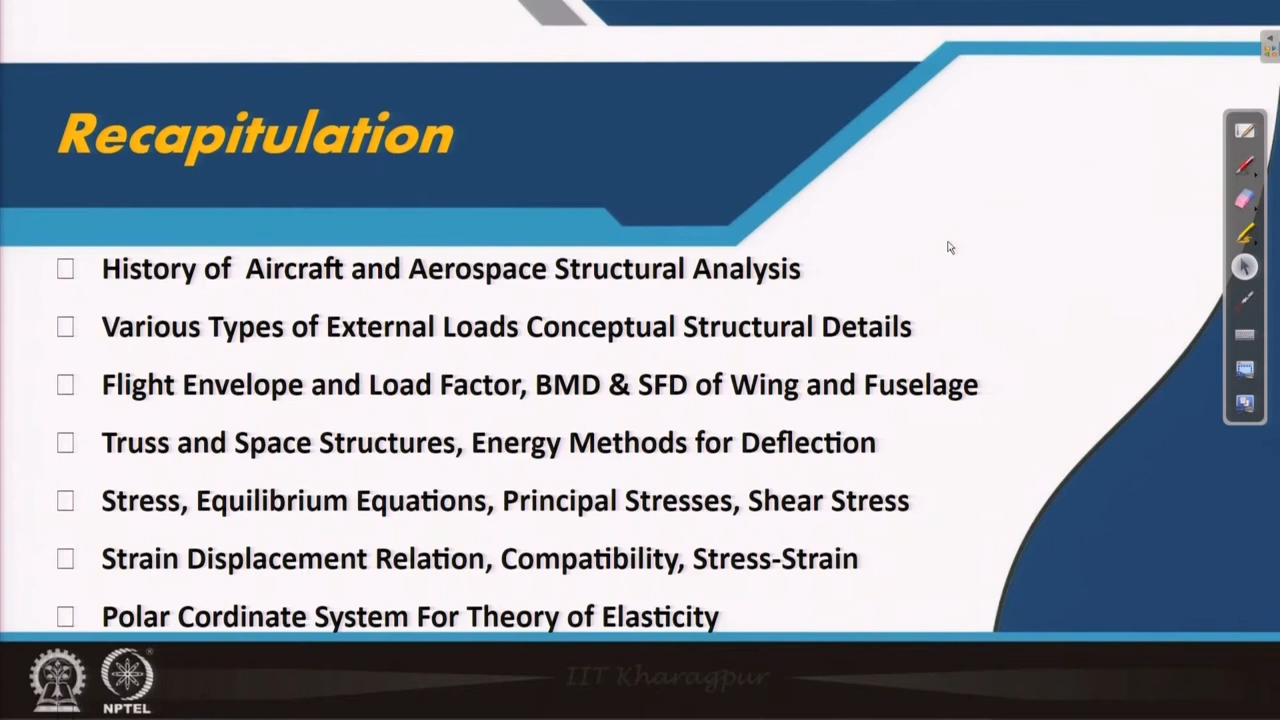 Recapitulation
History of Aircraft and Aerospace Structural Analysis
Various Types of External Loads Conceptual Structural Details
Flight Envelope and Load Factor, BMD & SFD of Wing and Fuselage
Truss and Space Structures, Energy Methods for Deflection
Stress, Equilibrium Equations, Principal Stresses, Shear Stress
Strain Displacement Relation, Compatibility, Stress-Strain
Polar Cordinate System For Theory of Elasticity
IIT Kharagpur
NPTEL